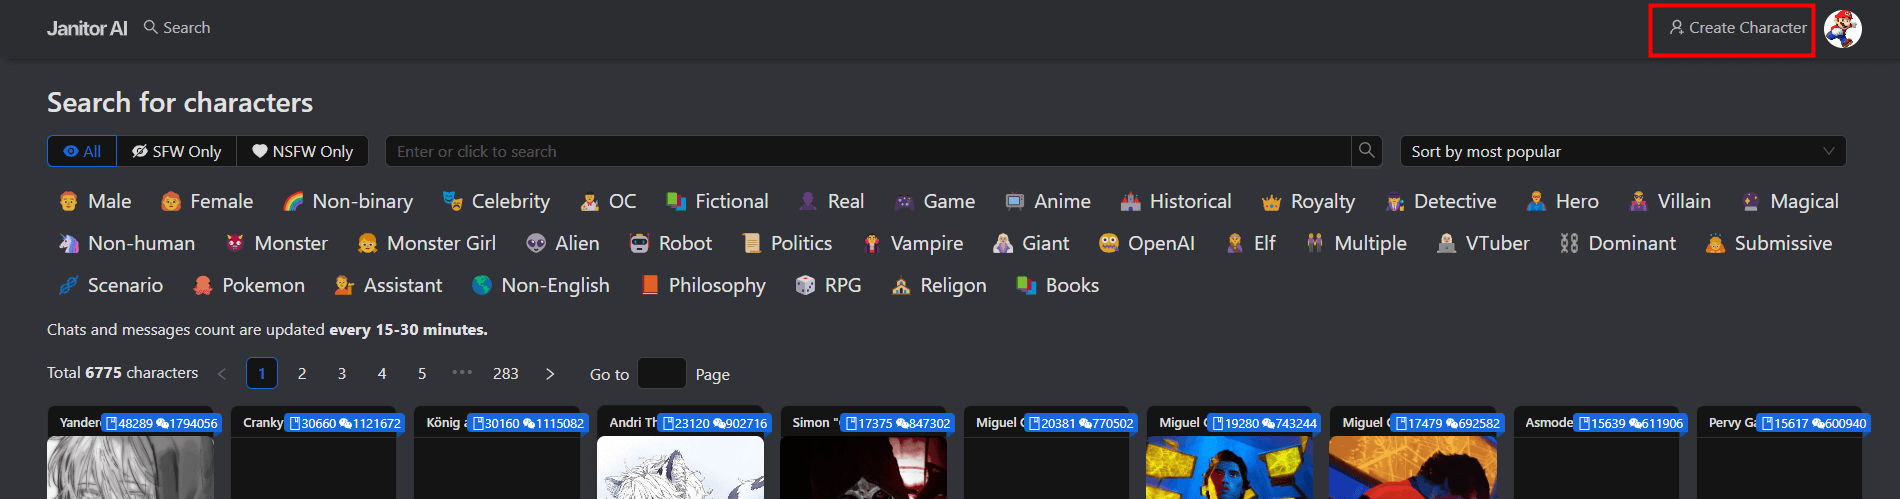 Janitor AI Search Create Character
Search for characters
All SFW Only NSFW Only Enter or click to search Sort by most popular
Male Female Non-binary Celebrity OC Fictional Real Game Anime Historical Royalty Detective Hero Villain Magical
Non-human Monster Monster Girl Alien Robot Politics Vampire Giant OpenAI Elf Multiple VTuber Dominant Submissive
Scenario Pokemon Assistant Non-English Philosophy RPG Religon Books
Chats and messages count are updated every 15-30 minutes.
Total 6775 characters < 1 2 3 4 5 ••• 283 > Go to Page
Yander 48289 1794056 Cranky 30660 1121672 König a 30160 1115082 Andri Th 23120 902716 Simon " 17375 847302 Miguel O 20381 770502 Miguel O 19280 743244 Miguel O 17479 692582 Asmode 15639 611906 Pervy Ga 15617 600940